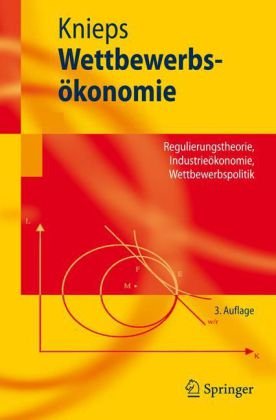 Knieps
Wettbewerbs-
ökonomie
Regulierungstheorie,
Industrieökonomie,
Wettbewerbspolitik
L
F
E
M
3. Auflage
w/r
K
Springer